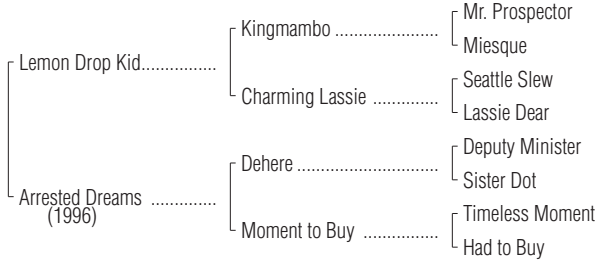 Mr. Prospector
Kingmambo ...................
Miesque
Lemon Drop Kid...............
Seattle Slew
Charming Lassie ..............
Lassie Dear
Deputy Minister
Dehere ..........................
Sister Dot
Arrested Dreams ..............
(1996)
Timeless Moment
Moment to Buy ................
Had to Buy